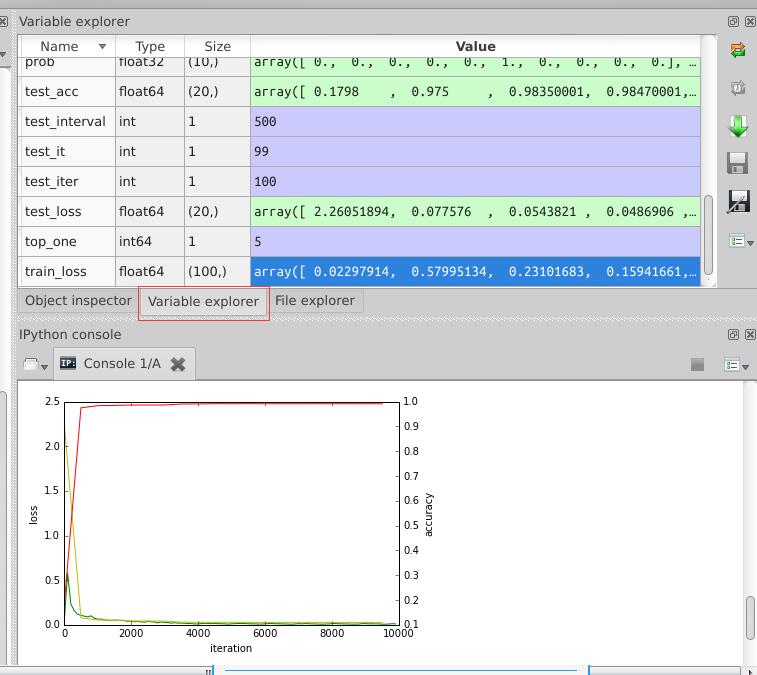 Variable explorer
Name Type Size Value
prob float32 (10,) array([ 0., 0., 0., 0., 0., 1., 0., 0., 0., 0.], …
test_acc float64 (20,) array([ 0.1798 , 0.975 , 0.98350001, 0.98470001,…
test_interval int 1 500
test_it int 1 99
test_iter int 1 100
test_loss float64 (20,) array([ 2.26051894, 0.077576 , 0.0543821 , 0.0486906 ,…
top_one int64 1 5
train_loss float64 (100,) array([ 0.02297914, 0.57995134, 0.23101683, 0.15941661,…
Object inspector Variable explorer File explorer
IPython console
IP: Console 1/A
2.5 1.0
0.9
2.0 0.8
0.7
1.5 0.6
loss accuracy
1.0 0.5
0.4
0.5 0.3
0.2
0.0 0.1
0 2000 4000 6000 8000 10000
iteration